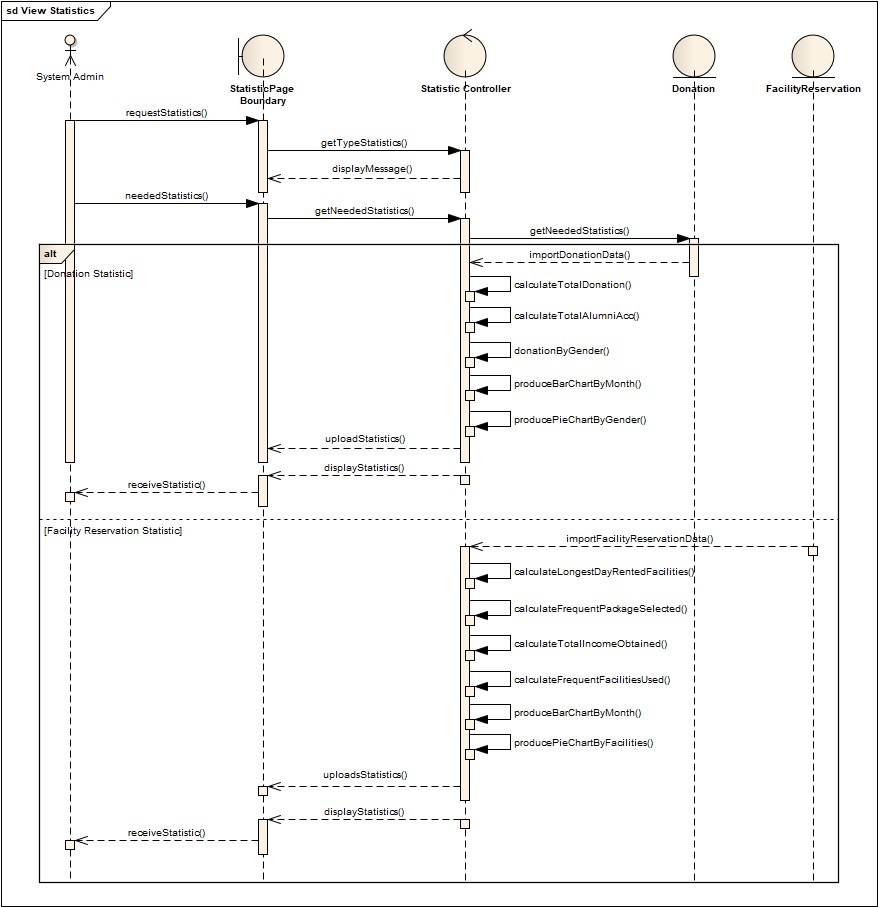 sd View Statistics
System Admin
StatisticPage
Boundary
Statistic Controller
Donation
FacilityReservation
requestStatistics()
getTypeStatistics()
displayMessage()
neededStatistics()
getNeededStatistics()
getNeededStatistics()
alt
[Donation Statistic]
importDonationData()
calculateTotalDonation()
calculateTotalAlumniAcc()
donationByGender()
produceBarChartByMonth()
producePieChartByGender()
uploadStatistics()
displayStatistics()
receiveStatistic()
[Facility Reservation Statistic]
importFacilityReservationData()
calculateLongestDayRentedFacilities()
calculateFrequentPackageSelected()
calculateTotalIncomeObtained()
calculateFrequentFacilitiesUsed()
produceBarChartByMonth()
producePieChartByFacilities()
uploadsStatistics()
displayStatistics()
receiveStatistic()